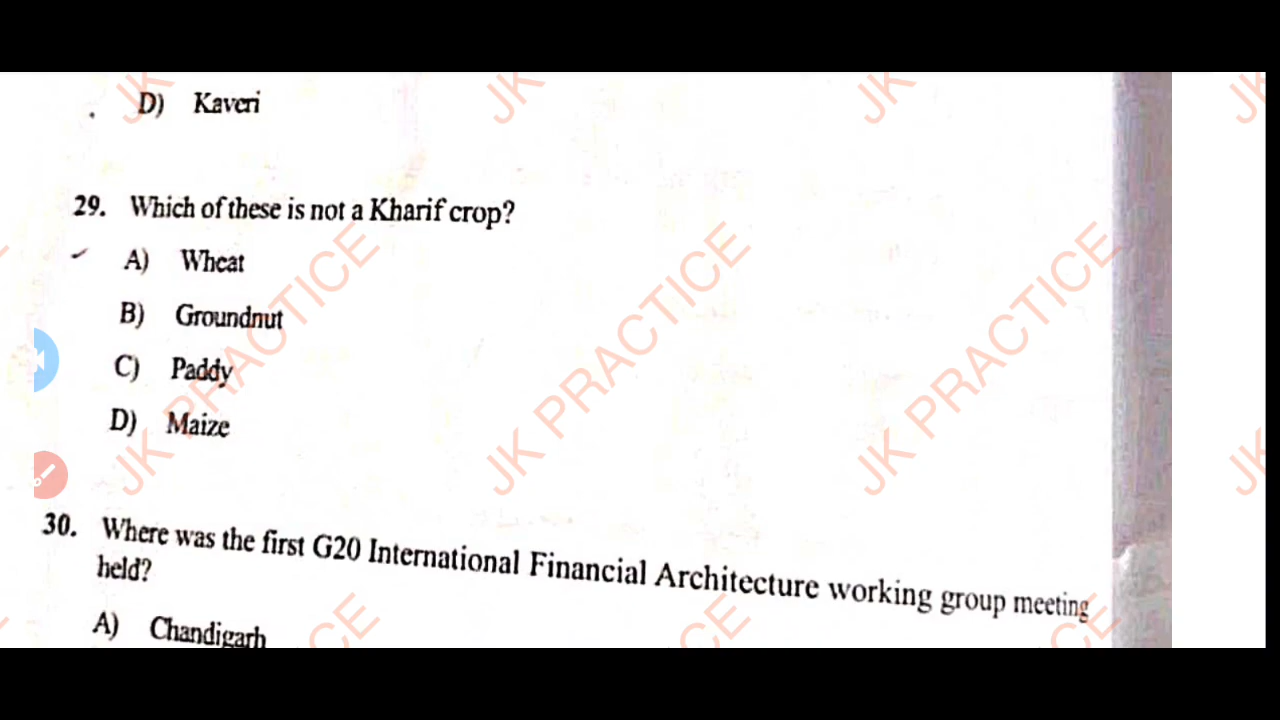 D) Kaveri
29. Which of these is not a Kharif crop?
A) Wheat
B) Groundnut
C) Paddy
D) Maize
30. Where was the first G20 International Financial Architecture working group meeting
held?
A) Chandigarh
JK PRACTICE
JK PRACTICE
JK PRACTICE